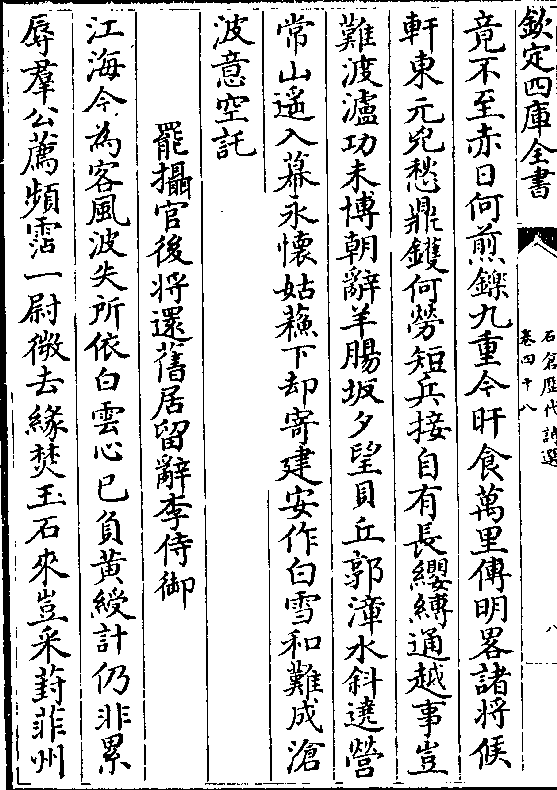 欽定四庫全書
石倉歴代詩選
卷四十八
八
竟不至赤日何煎鑠九重今旰食萬里傳明畧諸將候
軒東元兇愁鼎鑊何勞短兵接自有長纓縛通越事豈
難渡瀘功未博朝辭羊腸坂夕望貝丘郭漳水斜遶營
常山遥入幕永懷姑蘓下却寄建安作白雪和難成滄
波意空託
罷攝官後將還舊居留辭李侍御
江海今為客風波失所依白雲心已負黄綬計仍非累
辱羣公薦頻霑一尉微去緣焚玉石來豈采葑菲州